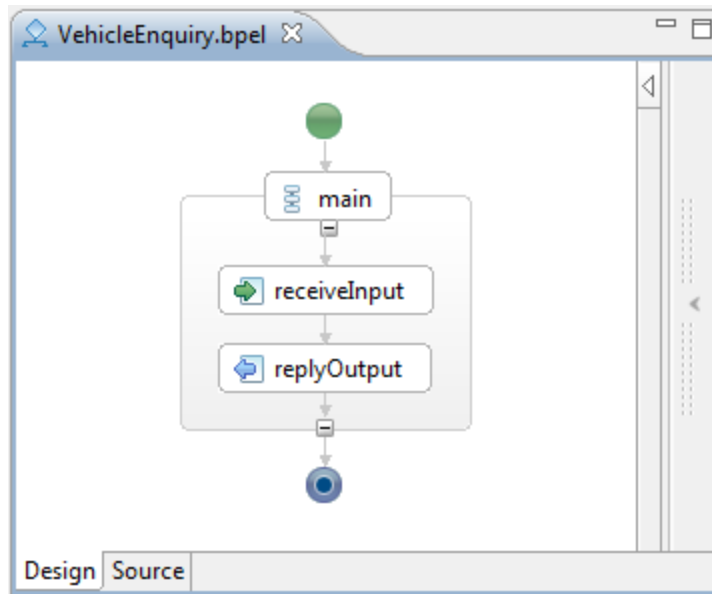 VehicleEnquiry.bpel
main
receiveInput
replyOutput
Design Source